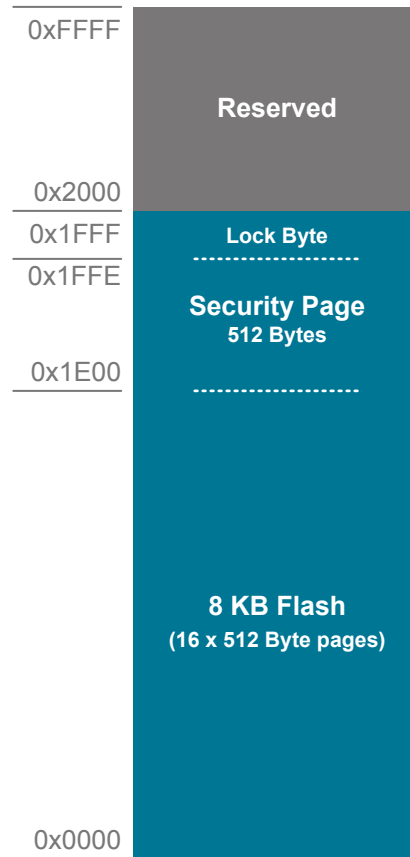 0xFFFF
Reserved
0x2000
0x1FFF
Lock Byte
0x1FFE
Security Page
512 Bytes
0x1E00
8 KB Flash
(16 x 512 Byte pages)
0x0000